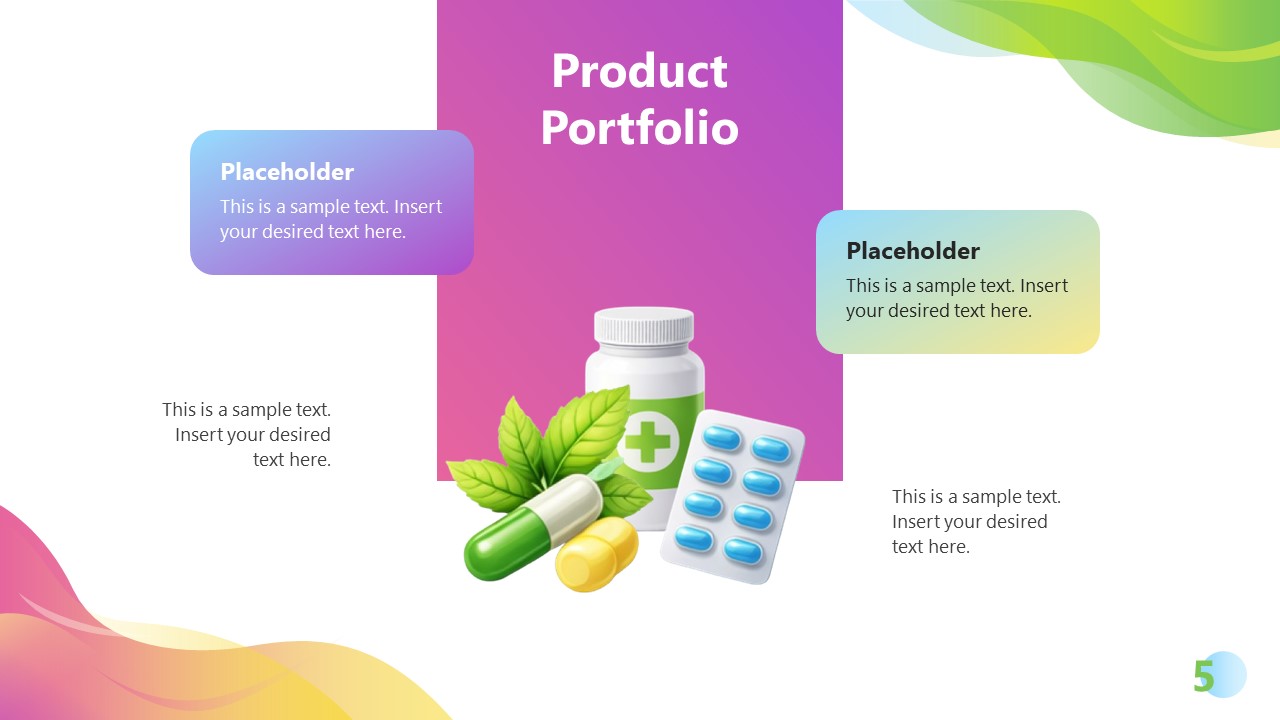 Product
Portfolio
Placeholder
This is a sample text. Insert
your desired text here.
Placeholder
This is a sample text. Insert
your desired text here.
This is a sample text.
Insert your desired
text here.
This is a sample text.
Insert your desired
text here.
5